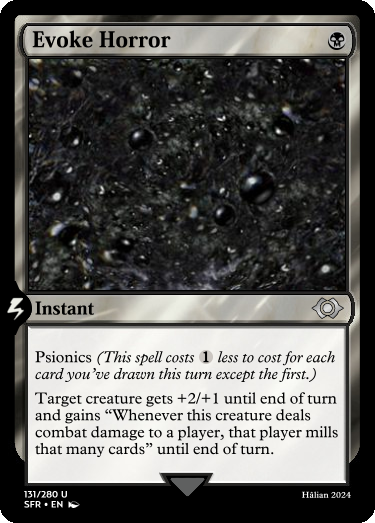 Evoke Horror
Instant
Psionics (This spell costs 1 less to cost for each
card you've drawn this turn except the first.)
Target creature gets +2/+1 until end of turn
and gains “Whenever this creature deals
combat damage to a player, that player mills
that many cards” until end of turn.
131/280 U
SFR • EN
Hâlian 2024